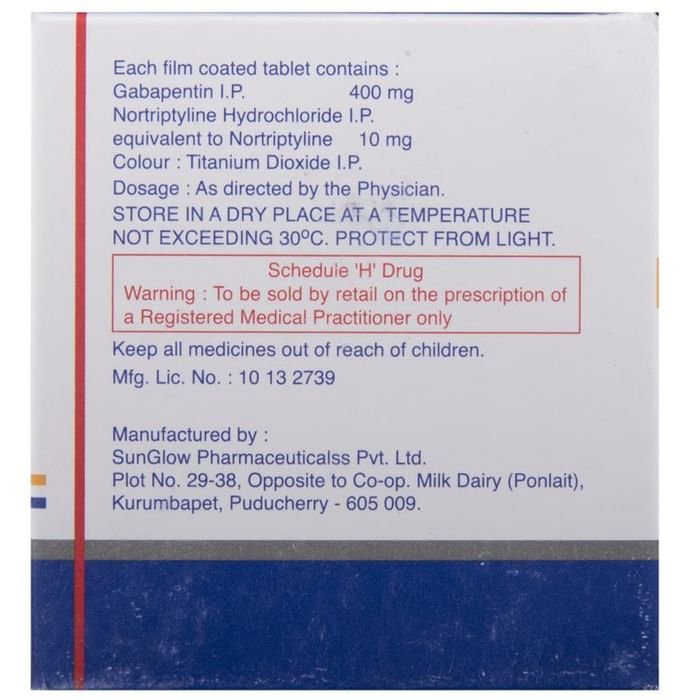 Each film coated tablet contains :
Gabapentin I.P. 400 mg
Nortriptyline Hydrochloride I.P.
equivalent to Nortriptyline 10 mg
Colour : Titanium Dioxide I.P.
Dosage : As directed by the Physician.
STORE IN A DRY PLACE AT A TEMPERATURE
NOT EXCEEDING 30ºC. PROTECT FROM LIGHT.
Schedule 'H' Drug
Warning : To be sold by retail on the prescription of
a Registered Medical Practitioner only
Keep all medicines out of reach of children.
Mfg. Lic. No. : 10 13 2739
Manufactured by :
SunGlow Pharmaceuticalss Pvt. Ltd.
Plot No. 29-38, Opposite to Co-op. Milk Dairy (Ponlait),
Kurumbapet, Puducherry - 605 009.